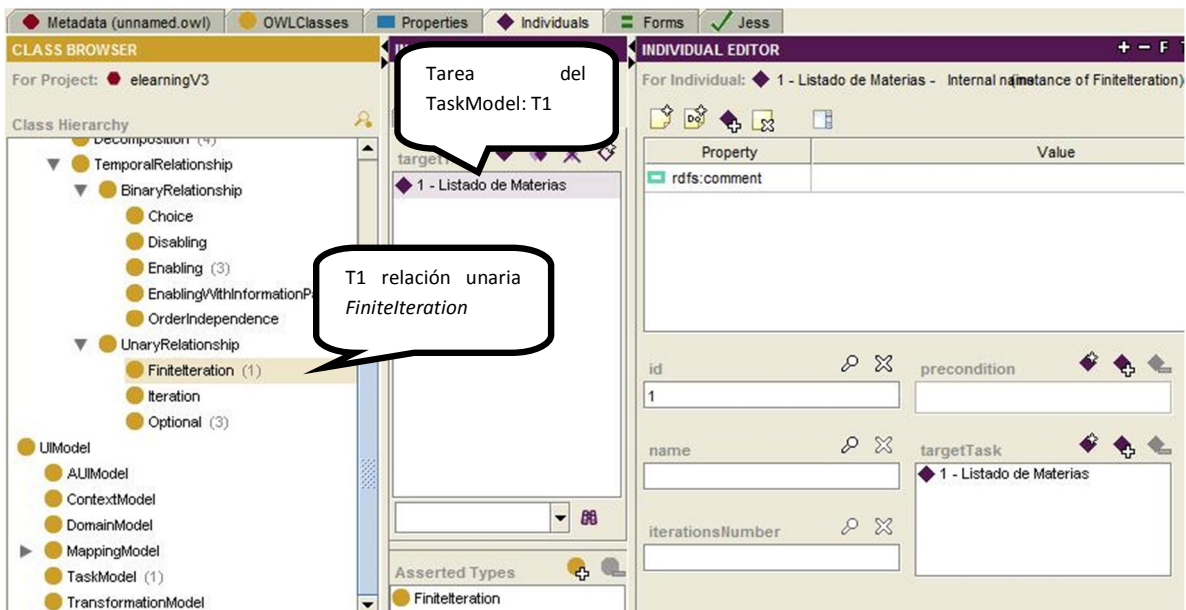 Metadata (unnamed.owl) OWLClasses Properties Individuals Forms Jess
CLASS BROWSER
For Project: elearningV3
Class Hierarchy
Decomposition (4)
TemporalRelationship
BinaryRelationship
Choice
Disabling
Enabling (3)
EnablingWithInformationPa
OrderIndependence
UnaryRelationship
FiniteIteration (1)
Iteration
Optional (3)
UIModel
AUIModel
ContextModel
DomainModel
MappingModel
TaskModel (1)
TransformationModel
Tarea del
TaskModel: T1
T1 relación unaria
FiniteIteration
1 - Listado de Materias
Asserted Types
FiniteIteration
INDIVIDUAL EDITOR + − F T
For Individual: 1 - Listado de Materias - Internal name (instance of FiniteIteration)
Property Value
rdfs:comment
id
1
precondition
name
targetTask
1 - Listado de Materias
iterationsNumber